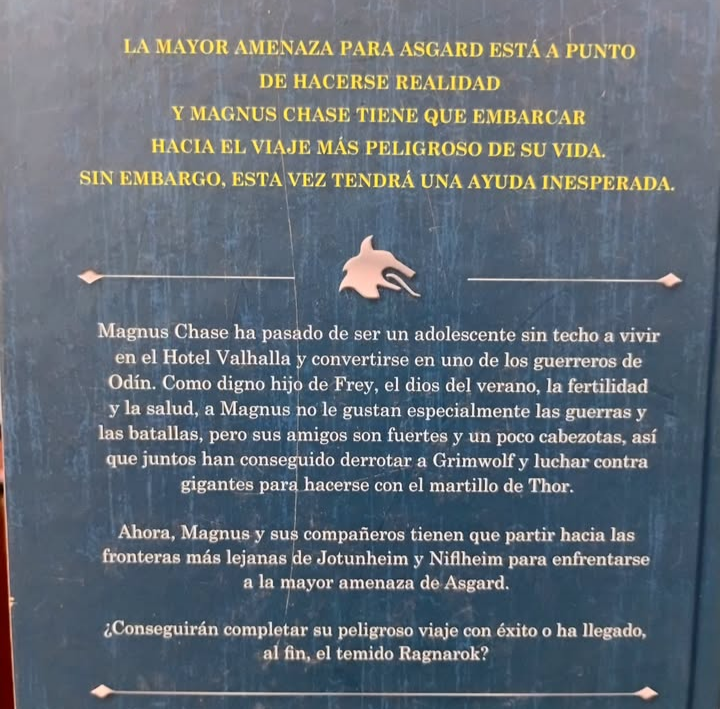 LA MAYOR AMENAZA PARA ASGARD ESTÁ A PUNTO
DE HACERSE REALIDAD
Y MAGNUS CHASE TIENE QUE EMBARCAR
HACIA EL VIAJE MÁS PELIGROSO DE SU VIDA.
SIN EMBARGO, ESTA VEZ TENDRÁ UNA AYUDA INESPERADA.
Magnus Chase ha pasado de ser un adolescente sin techo a vivir
en el Hotel Valhalla y convertirse en uno de los guerreros de
Odín. Como digno hijo de Frey, el dios del verano, la fertilidad
y la salud, a Magnus no le gustan especialmente las guerras y
las batallas, pero sus amigos son fuertes y un poco cabezotas, así
que juntos han conseguido derrotar a Grimwolf y luchar contra
gigantes para hacerse con el martillo de Thor.
Ahora, Magnus y sus compañeros tienen que partir hacia las
fronteras más lejanas de Jotunheim y Niflheim para enfrentarse
a la mayor amenaza de Asgard.
¿Conseguirán completar su peligroso viaje con éxito o ha llegado,
al fin, el temido Ragnarok?